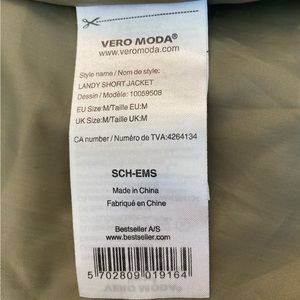 VERO MODA®
www.veromoda.com
Style name / Nom de style:
LANDY SHORT JACKET
Dessin / Modèle: 10059508
EU Size:M/Taille EU:M
UK Size:M/Taille UK:M
CA number / Numéro de TVA:4264134
SCH-EMS
Made in China
Fabriqué en Chine
Bestseller A/S
www.bestseller.com
5 702809 019164
VERO MODA